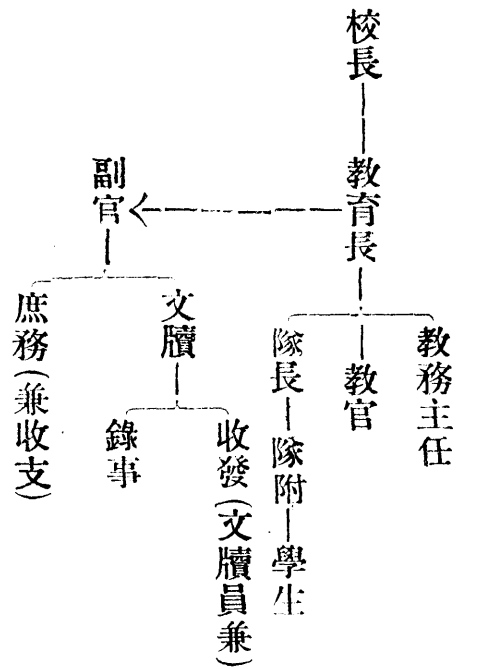 校長
教育長
教務主任
教官
隊長
隊附
學生
副官
文牘
收發(文牘員兼)
錄事
庶務(兼收支)